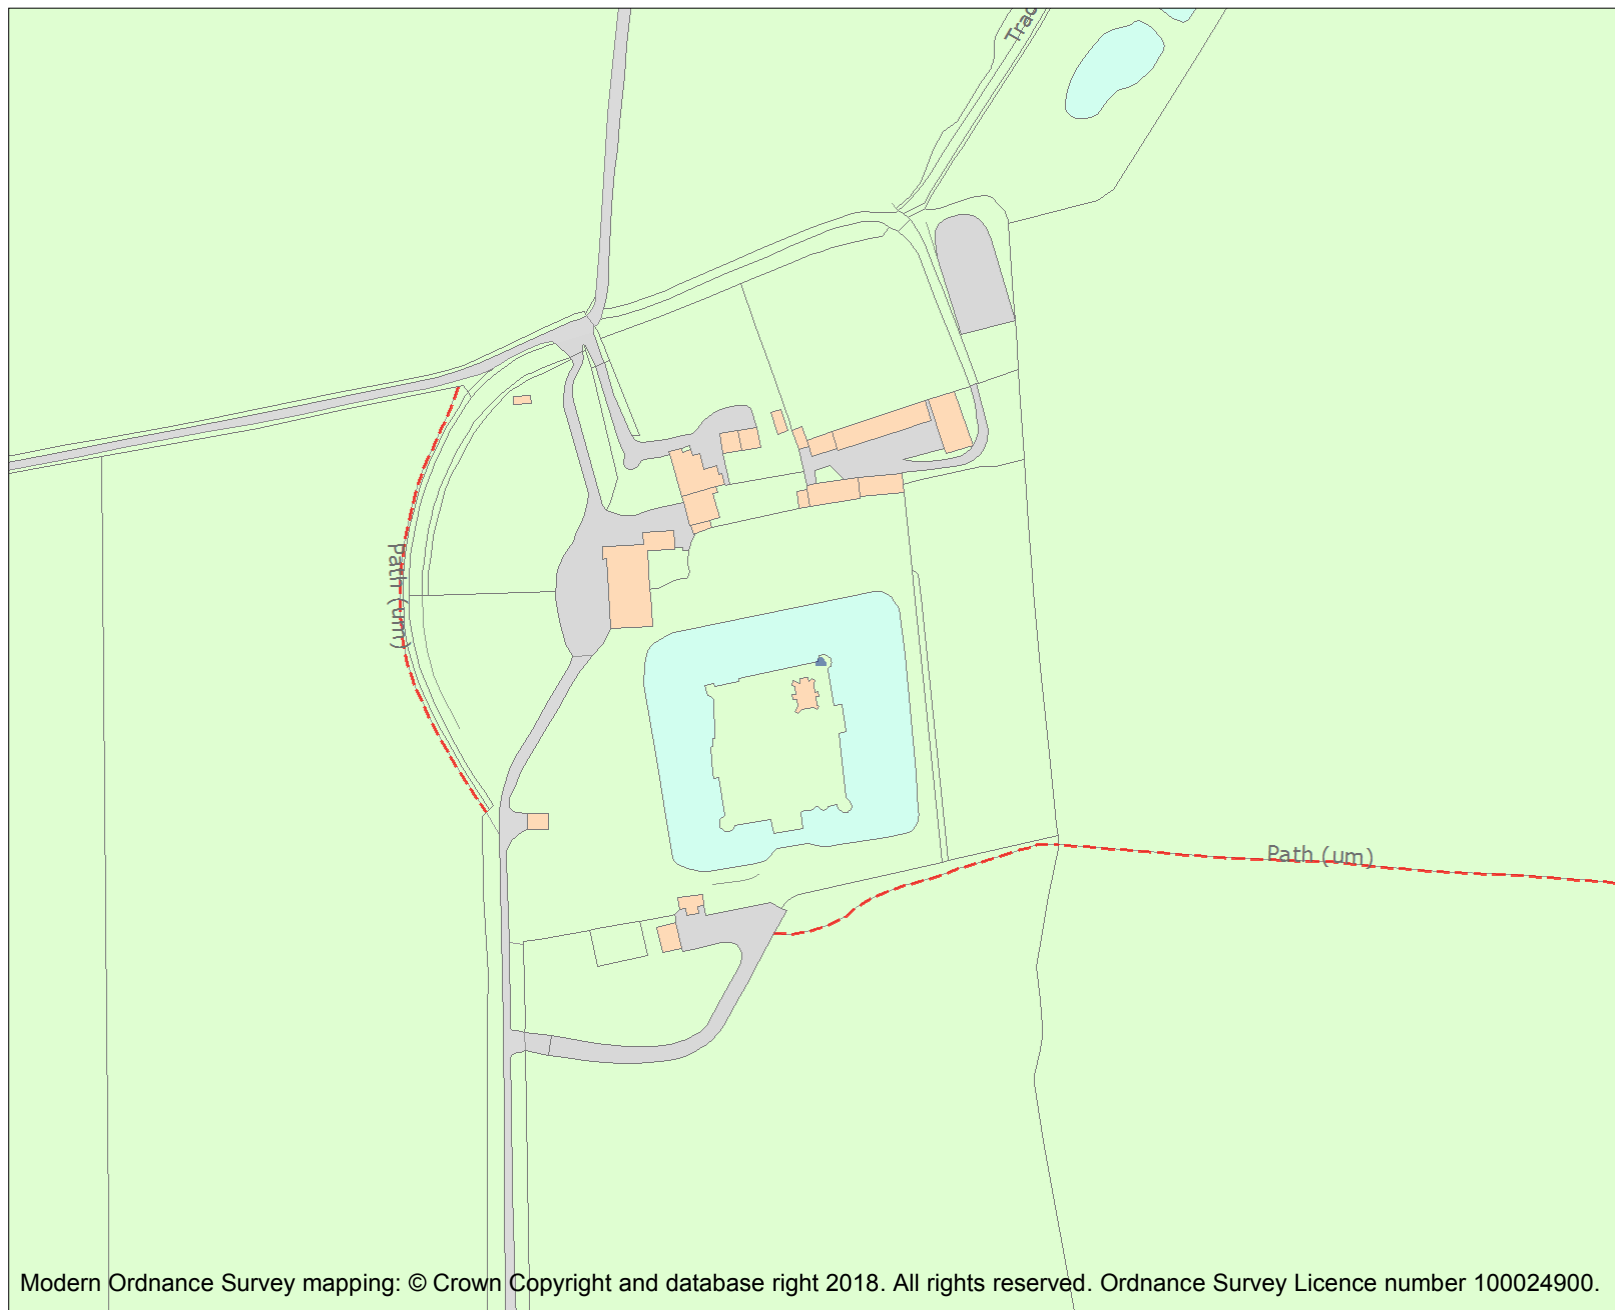 Trac
Path (um)
Path (um)
Modern Ordnance Survey mapping: © Crown Copyright and database right 2018. All rights reserved. Ordnance Survey Licence number 100024900.